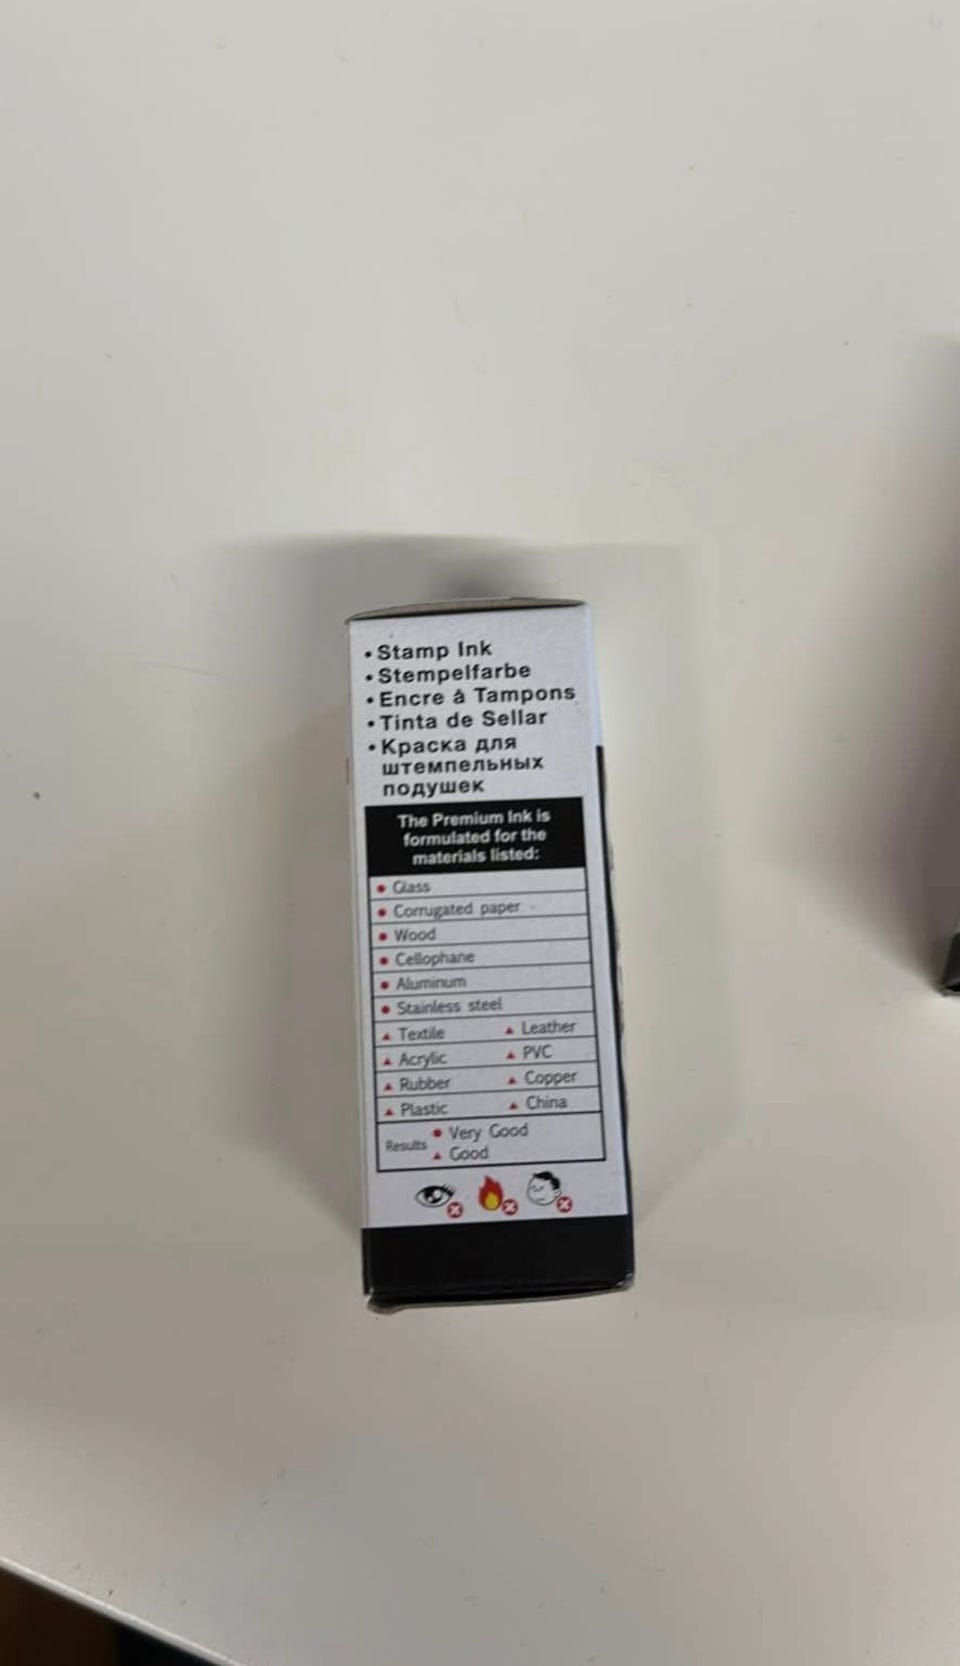 • Stamp Ink
• Stempelfarbe
• Encre à Tampons
• Tinta de Sellar
• Краска для
штемпельных
подушек
The Premium Ink is
formulated for the
materials listed:
• Glass
• Corrugated paper
• Wood
• Cellophane
• Aluminum
• Stainless steel
▲ Textile ▲ Leather
▲ Acrylic ▲ PVC
▲ Rubber ▲ Copper
▲ Plastic ▲ China
Results • Very Good
▲ Good